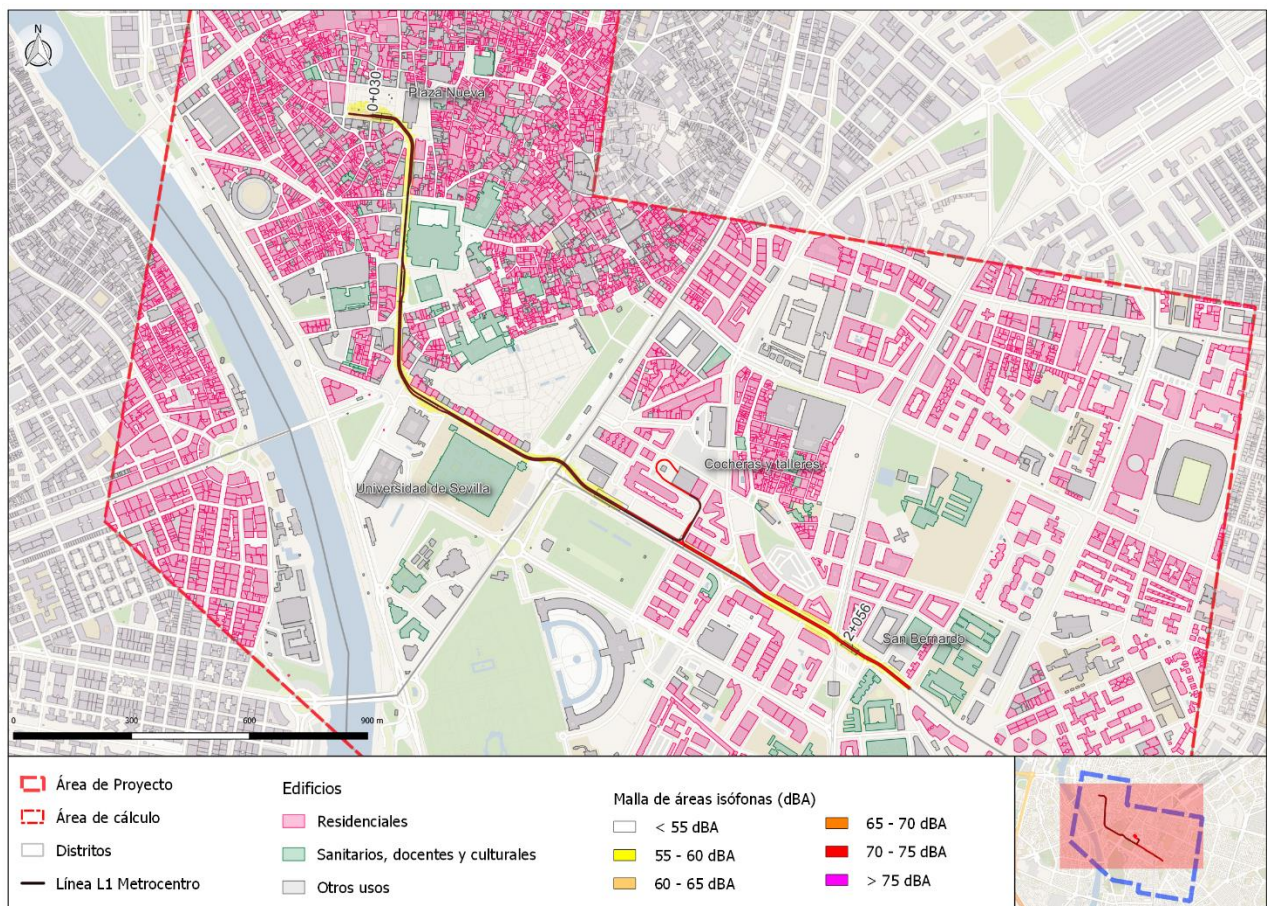 N
0+030
Plaza Nueva
Cocheras y talleres
Universidad de Sevilla
2+056
San Bernardo
0 300 600 900 m
Área de Proyecto
Área de cálculo
Distritos
Línea L1 Metrocentro
Edificios
Residenciales
Sanitarios, docentes y culturales
Otros usos
Malla de áreas isófonas (dBA)
< 55 dBA
55 - 60 dBA
60 - 65 dBA
65 - 70 dBA
70 - 75 dBA
> 75 dBA